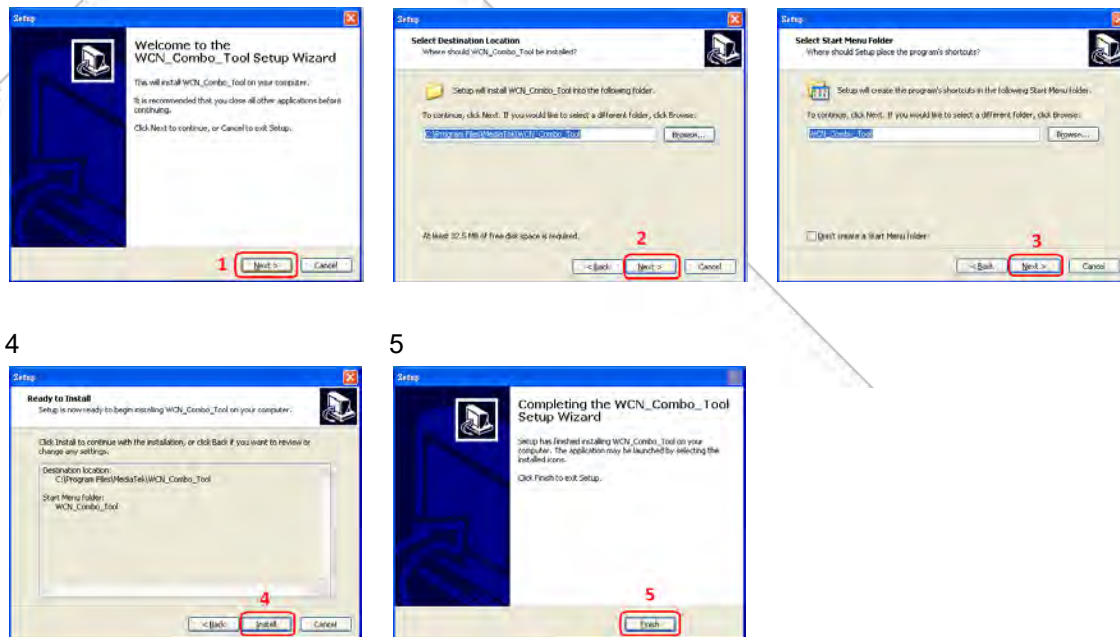 Setup
Welcome to the
WCN_Combo_Tool Setup Wizard
This will install WCN_Combo_Tool on your computer.
It is recommended that you close all other applications before
continuing.
Click Next to continue, or Cancel to exit Setup.
1
Next >
Cancel
Setup
Select Destination Location
Where should WCN_Combo_Tool be installed?
Setup will install WCN_Combo_Tool into the following folder.
To continue, click Next. If you would like to select a different folder, click Browse.
C:\Program Files\MediaTek\WCN_Combo_Tool
Browse...
At least 32.5 MB of free disk space is required.
2
< Back
Next >
Cancel
Setup
Select Start Menu Folder
Where should Setup place the program's shortcuts?
Setup will create the program's shortcuts in the following Start Menu folder.
To continue, click Next. If you would like to select a different folder, click Browse.
WCN_Combo_Tool
Browse...
Don't create a Start Menu folder
3
< Back
Next >
Cancel
4
Setup
Ready to Install
Setup is now ready to begin installing WCN_Combo_Tool on your computer.
Click Install to continue with the installation, or click Back if you want to review or
change any settings.
Destination location:
C:\Program Files\MediaTek\WCN_Combo_Tool
Start Menu folder:
WCN_Combo_Tool
4
< Back
Install
Cancel
5
Setup
Completing the WCN_Combo_Tool
Setup Wizard
Setup has finished installing WCN_Combo_Tool on your
computer. The application may be launched by selecting the
installed icons.
Click Finish to exit Setup.
5
Finish